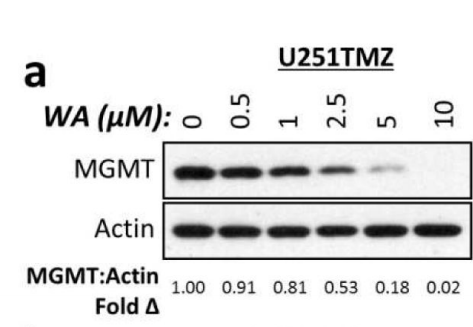 a
U251TMZ
WA (µM): 0 0.5 1 2.5 5 10
MGMT
Actin
MGMT:Actin
Fold Δ 1.00 0.91 0.81 0.53 0.18 0.02